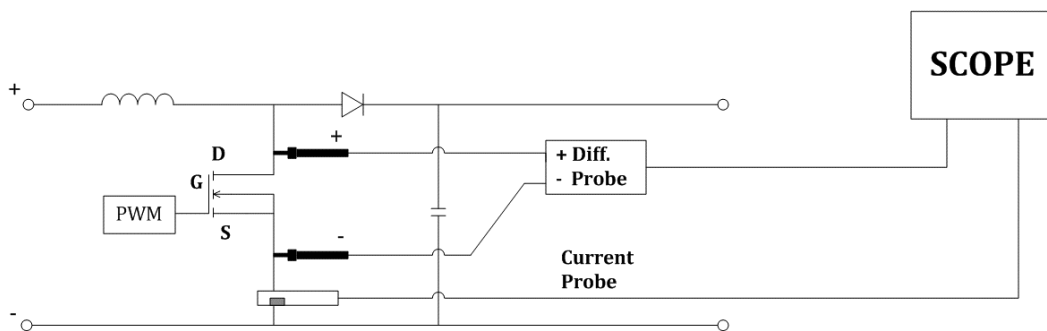 SCOPE
+
+
D
+ Diff.
- Probe
G
PWM
S
-
Current
Probe
-